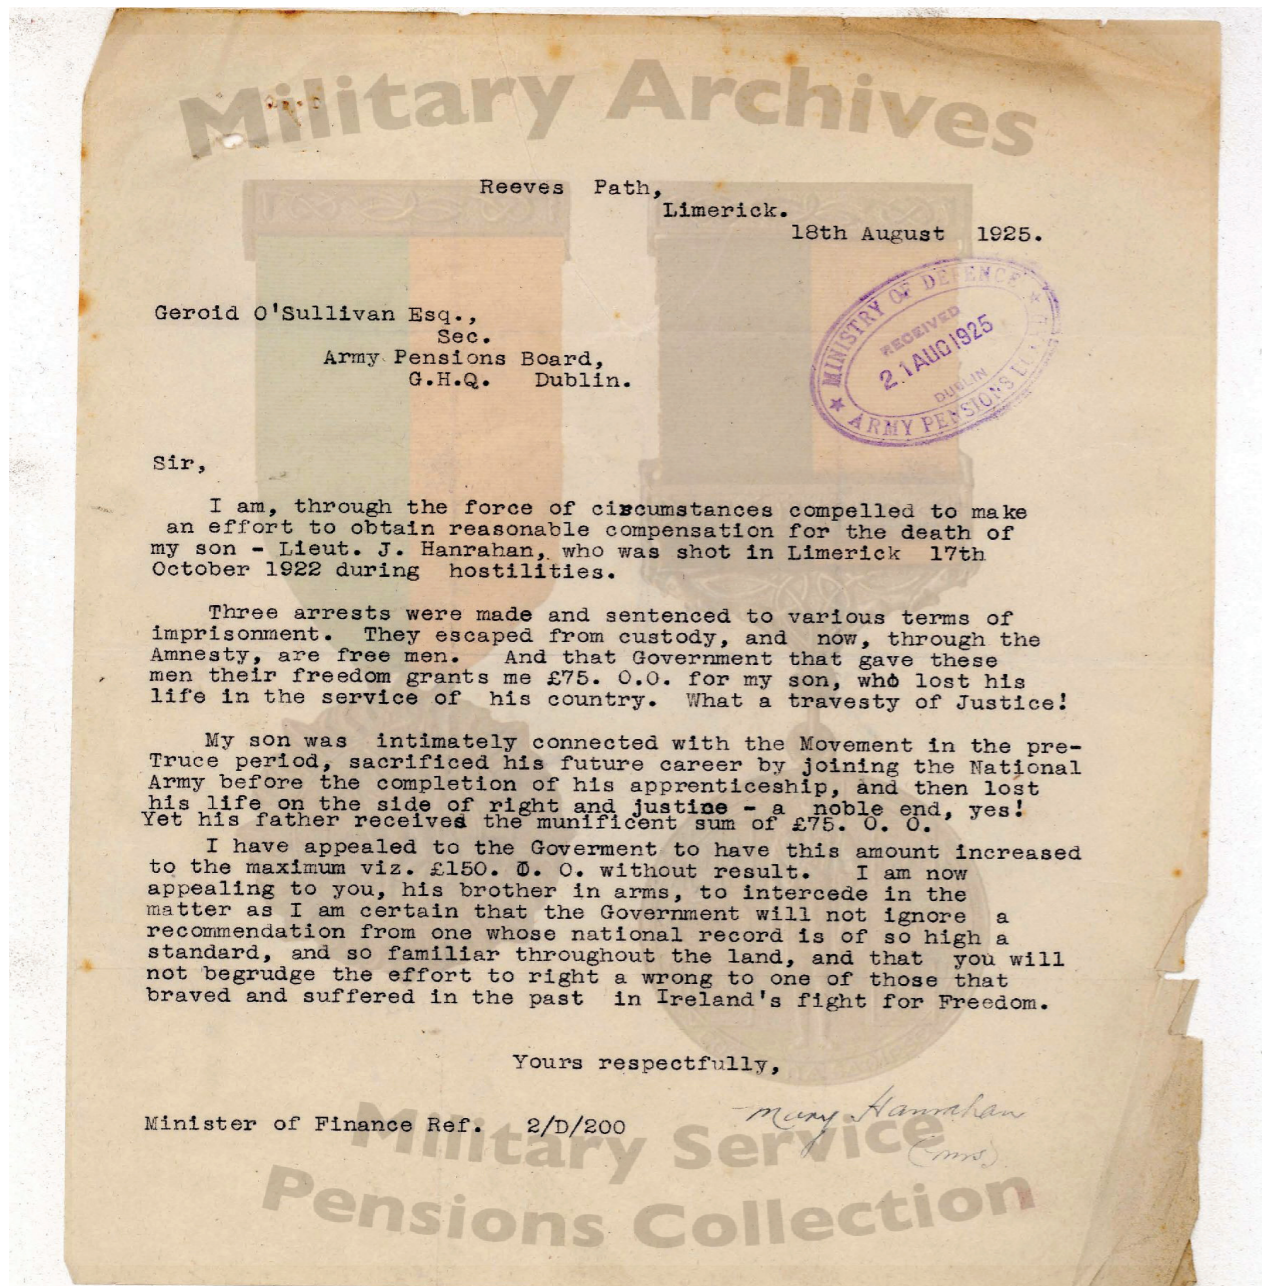 Military Archives
Reeves Path,
Limerick.
18th August 1925.
MINISTRY OF DEFENCE
RECEIVED
21 AUG 1925
DUBLIN
ARMY PENSIONS
Geroid O'Sullivan Esq.,
Sec.
Army Pensions Board,
G.H.Q. Dublin.
Sir,
I am, through the force of circumstances compelled to make
an effort to obtain reasonable compensation for the death of
my son - Lieut. J. Hanrahan, who was shot in Limerick 17th
October 1922 during hostilities.
Three arrests were made and sentenced to various terms of
imprisonment. They escaped from custody, and now, through the
Amnesty, are free men. And that Government that gave these
men their freedom grants me £75. O.O. for my son, who lost his
life in the service of his country. What a travesty of Justice!
My son was intimately connected with the Movement in the pre-
Truce period, sacrificed his future career by joining the National
Army before the completion of his apprenticeship, and then lost
his life on the side of right and justice - a noble end, yes!
Yet his father received the munificent sum of £75. O. O.
I have appealed to the Goverment to have this amount increased
to the maximum viz. £150. O. O. without result. I am now
appealing to you, his brother in arms, to intercede in the
matter as I am certain that the Government will not ignore a
recommendation from one whose national record is of so high a
standard, and so familiar throughout the land, and that you will
not begrudge the effort to right a wrong to one of those that
braved and suffered in the past in Ireland's fight for Freedom.
Yours respectfully,
Mary Hanrahan
(Mrs)
Minister of Finance Ref. 2/D/200
Military Service
Pensions Collection